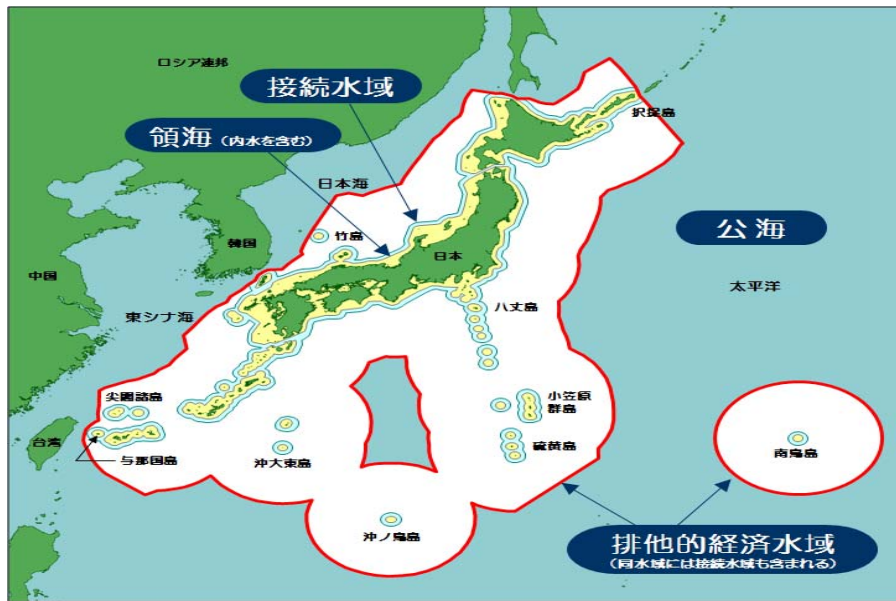 ロシア連邦
接続水域
領海(内水を含む)
択捉島
日本海
竹島
公海
韓国
日本
中国
太平洋
東シナ海
八丈島
尖閣諸島
小笠原
群島
台湾
与那国島
沖大東島
硫黄島
南鳥島
沖ノ鳥島
排他的経済水域
(同水域には接続水域も含まれる)